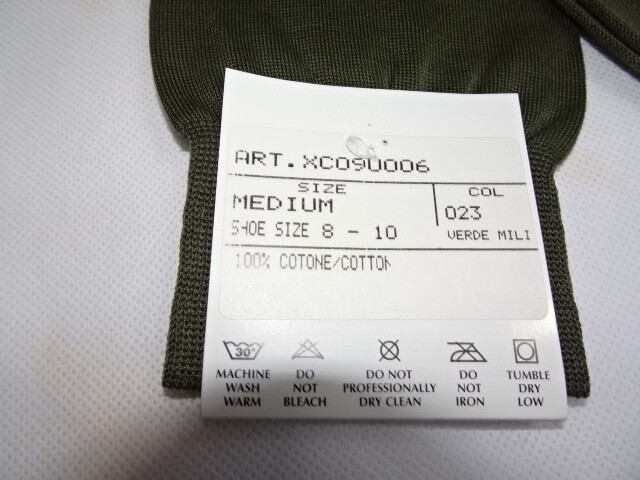 ART.XC09U006
SIZE
COL
MEDIUM
023
SHOE SIZE 8 - 10
VERDE MILI
100% COTONE/COTTON
30°
MACHINE WASH WARM
DO NOT BLEACH
DO NOT PROFESSIONALLY DRY CLEAN
DO NOT IRON
TUMBLE DRY LOW